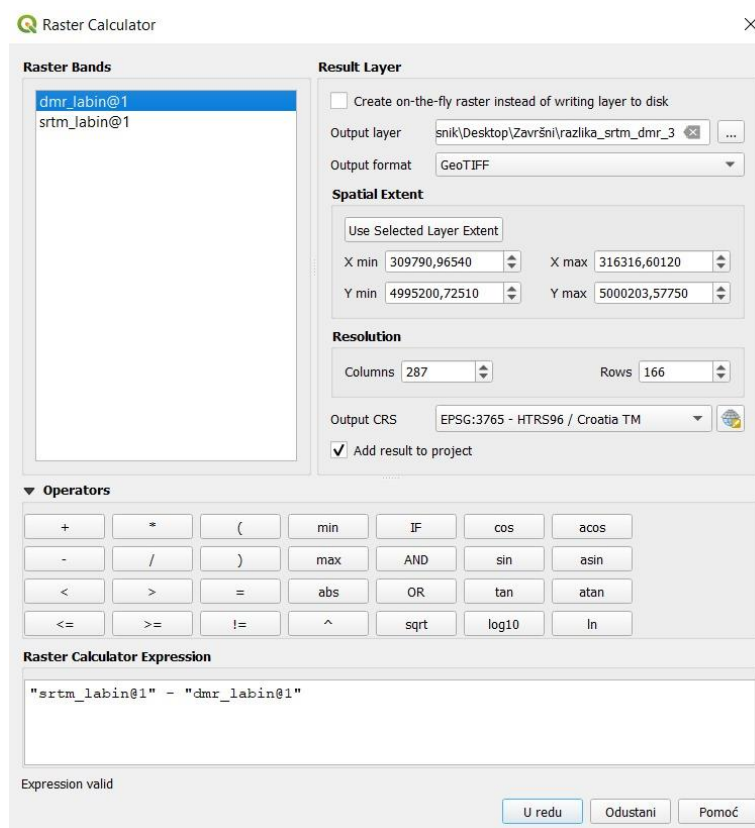 Raster Calculator
Raster Bands
dmr_labin@1
srtm_labin@1
Result Layer
Create on-the-fly raster instead of writing layer to disk
Output layer snik\Desktop\Završni\razlika_srtm_dmr_3 ...
Output format GeoTIFF
Spatial Extent
Use Selected Layer Extent
X min 309790,96540 X max 316316,60120
Y min 4995200,72510 Y max 5000203,57750
Resolution
Columns 287 Rows 166
Output CRS EPSG:3765 - HTRS96 / Croatia TM
Add result to project
Operators
+ * ( min IF cos acos
- / ) max AND sin asin
< > = abs OR tan atan
<= >= != ^ sqrt log10 ln
Raster Calculator Expression
"srtm_labin@1" - "dmr_labin@1"
Expression valid
U redu Odustani Pomoć